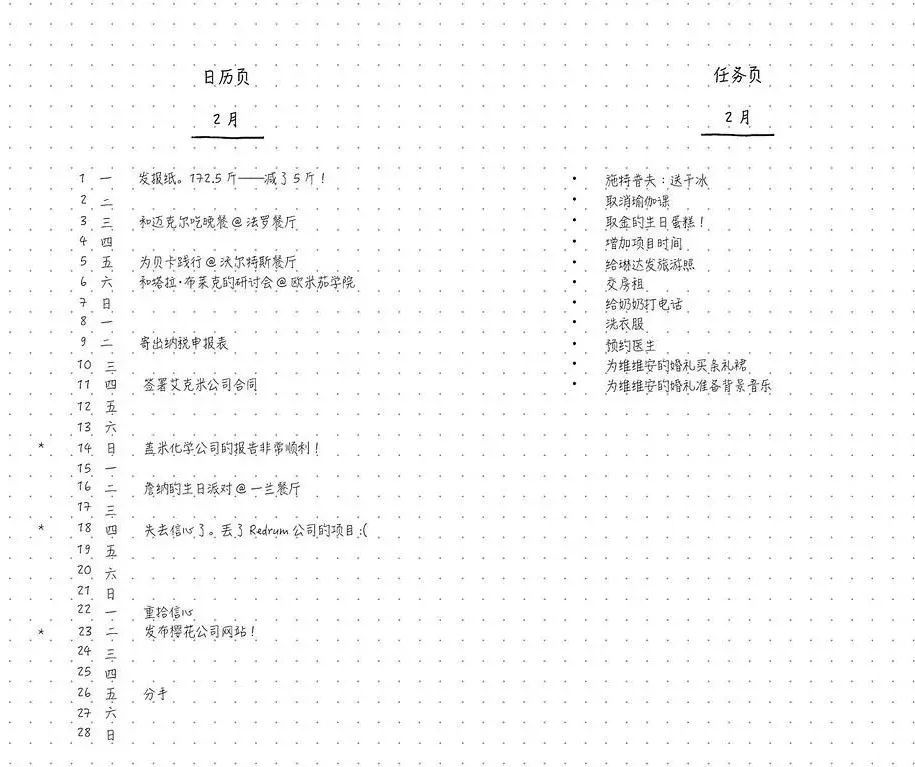 日历页
2月
1 一 发报纸。172.5斤——减了5斤！
2 二
3 三 和迈克尔吃晚餐@法罗餐厅
4 四
5 五 为贝卡践行@沃尔特斯餐厅
6 六 和塔拉·布莱克的研讨会@欧米茄学院
7 日
8 一
9 二 寄出纳税申报表
10 三
11 四 签署艾克米公司合同
12 五
13 六
* 14 日 盖米化学公司的报告非常顺利！
15 一
16 二 詹纳的生日派对@一兰餐厅
17 三
* 18 四 失去信心了。丢了Redrum公司的项目:(
19 五
20 六
21 日
22 一 重拾信心
* 23 二 发布樱花公司网站！
24 三
25 四
26 五 分手
27 六
28 日
任务页
2月
• 施特普夫：送干冰
• 取消瑜伽课
• 取金的生日蛋糕！
• 增加项目时间
• 给琳达发旅游照
• 交房租
• 给奶奶打电话
• 洗衣服
• 预约医生
• 为维维安的婚礼买条礼裙
• 为维维安的婚礼准备背景音乐